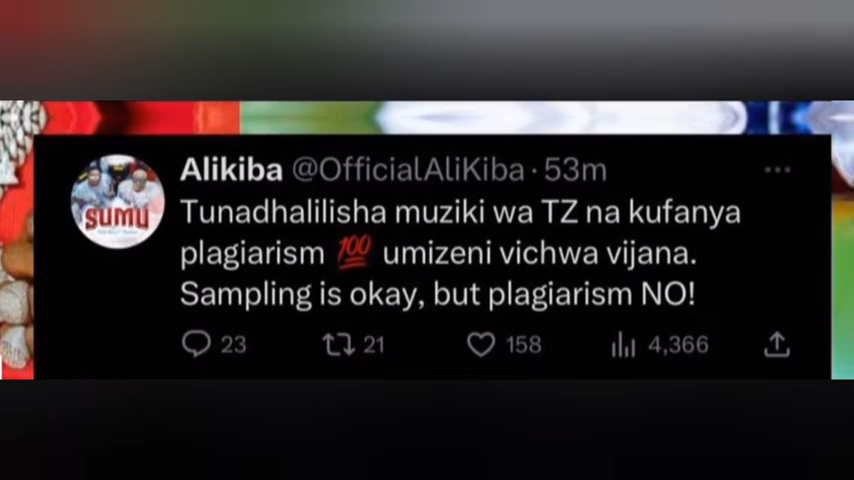 SUMU
Alikiba @OfficialAliKiba · 53m
Tunadhalilisha muziki wa TZ na kufanya
plagiarism 💯 umizeni vichwa vijana.
Sampling is okay, but plagiarism NO!
23 21 158 4,366